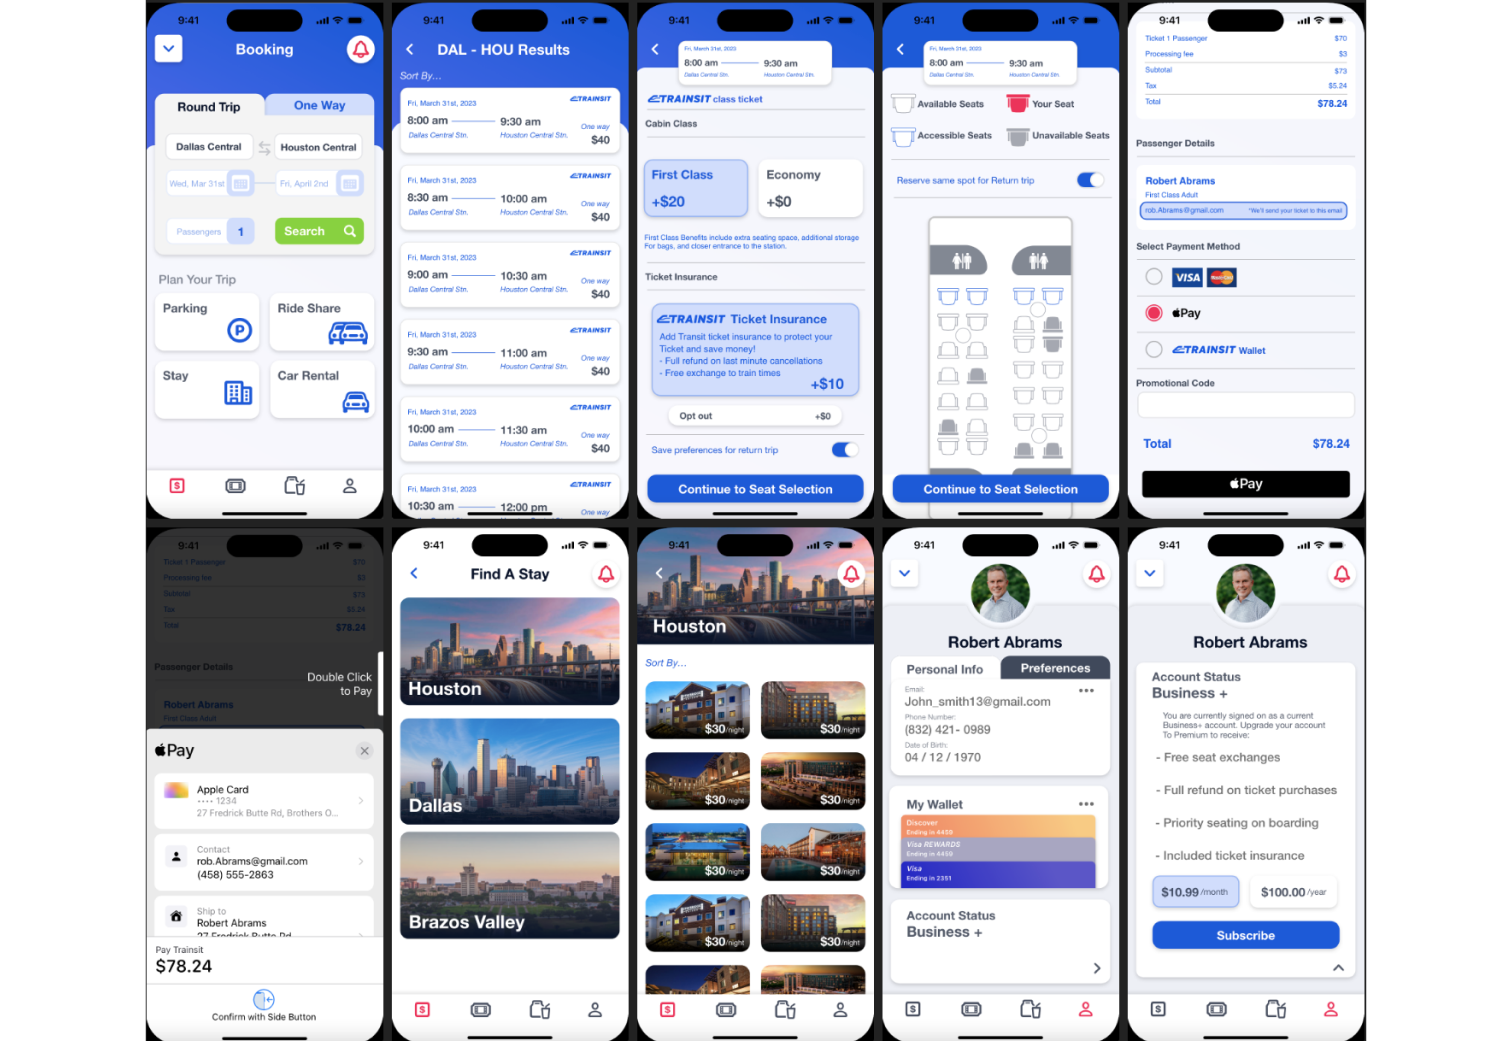 9:41
Booking
Round Trip
One Way
Dallas Central
Houston Central
Wed, Mar 31st
Fri, April 2nd
Passengers
1
Search
Plan Your Trip
Parking
P
Ride Share
Stay
Car Rental
9:41
DAL - HOU Results
Sort By...
Fri, March 31st, 2023
TRANSIT
8:00 am
9:30 am
One way
Dallas Central Stn.
Houston Central Stn.
$40
Fri, March 31st, 2023
TRANSIT
8:30 am
10:00 am
One way
Dallas Central Stn.
Houston Central Stn.
$40
Fri, March 31st, 2023
TRANSIT
9:00 am
10:30 am
One way
Dallas Central Stn.
Houston Central Stn.
$40
Fri, March 31st, 2023
TRANSIT
9:30 am
11:00 am
One way
Dallas Central Stn.
Houston Central Stn.
$40
Fri, March 31st, 2023
TRANSIT
10:00 am
11:30 am
One way
Dallas Central Stn.
Houston Central Stn.
$40
Fri, March 31st, 2023
TRANSIT
10:30 am
12:00 pm
One way
9:41
Fri, March 31st, 2023
8:00 am
9:30 am
Dallas Central Stn.
Houston Central Stn.
TRANSIT class ticket
Cabin Class
First Class
+$20
Economy
+$0
First Class Benefits include extra seating space, additional storage
For bags, and closer entrance to the station.
Ticket Insurance
TRANSIT Ticket Insurance
Add Transit ticket insurance to protect your
Ticket and save money!
- Full refund on last minute cancellations
- Free exchange to train times
+$10
Opt out
+$0
Save preferences for return trip
Continue to Seat Selection
9:41
Fri, March 31st, 2023
8:00 am
9:30 am
Dallas Central Stn.
Houston Central Stn.
Available Seats
Your Seat
Accessible Seats
Unavailable Seats
Reserve same spot for Return trip
Continue to Seat Selection
9:41
Ticket 1 Passenger
$70
Processing fee
$3
Subtotal
$73
Tax
$5.24
Total
$78.24
Passenger Details
Robert Abrams
First Class Adult
rob.Abrams@gmail.com
*We'll send your ticket to this email
Select Payment Method
VISA
Pay
TRANSIT Wallet
Promotional Code
Total
$78.24
Pay
9:41
Ticket 1 Passenger
$70
Processing fee
$3
Subtotal
$73
Tax
$5.24
Total
$78.24
Passenger Details
Double Click
to Pay
Robert Abrams
First Class Adult
Pay
Apple Card
•••• 1234
27 Fredrick Butte Rd, Brothers O...
Contact
rob.Abrams@gmail.com
(458) 555-2863
Ship to
Robert Abrams
27 Fredrick Butte Rd
Pay Transit
$78.24
Confirm with Side Button
9:41
Find A Stay
Houston
Dallas
Brazos Valley
9:41
Houston
Sort By...
$30/night
$30/night
$30/night
$30/night
$30/night
$30/night
$30/night
$30/night
9:41
Robert Abrams
Personal Info
Preferences
Email:
John_smith13@gmail.com
Phone Number:
(832) 421- 0989
Date of Birth:
04 / 12 / 1970
My Wallet
Discover
Ending in 4459
Visa REWARDS
Ending in 4459
Visa
Ending in 2351
Account Status
Business +
9:41
Robert Abrams
Account Status
Business +
You are currently signed on as a current
Business+ account. Upgrade your account
To Premium to receive:
- Free seat exchanges
- Full refund on ticket purchases
- Priority seating on boarding
- Included ticket insurance
$10.99 /month
$100.00 /year
Subscribe